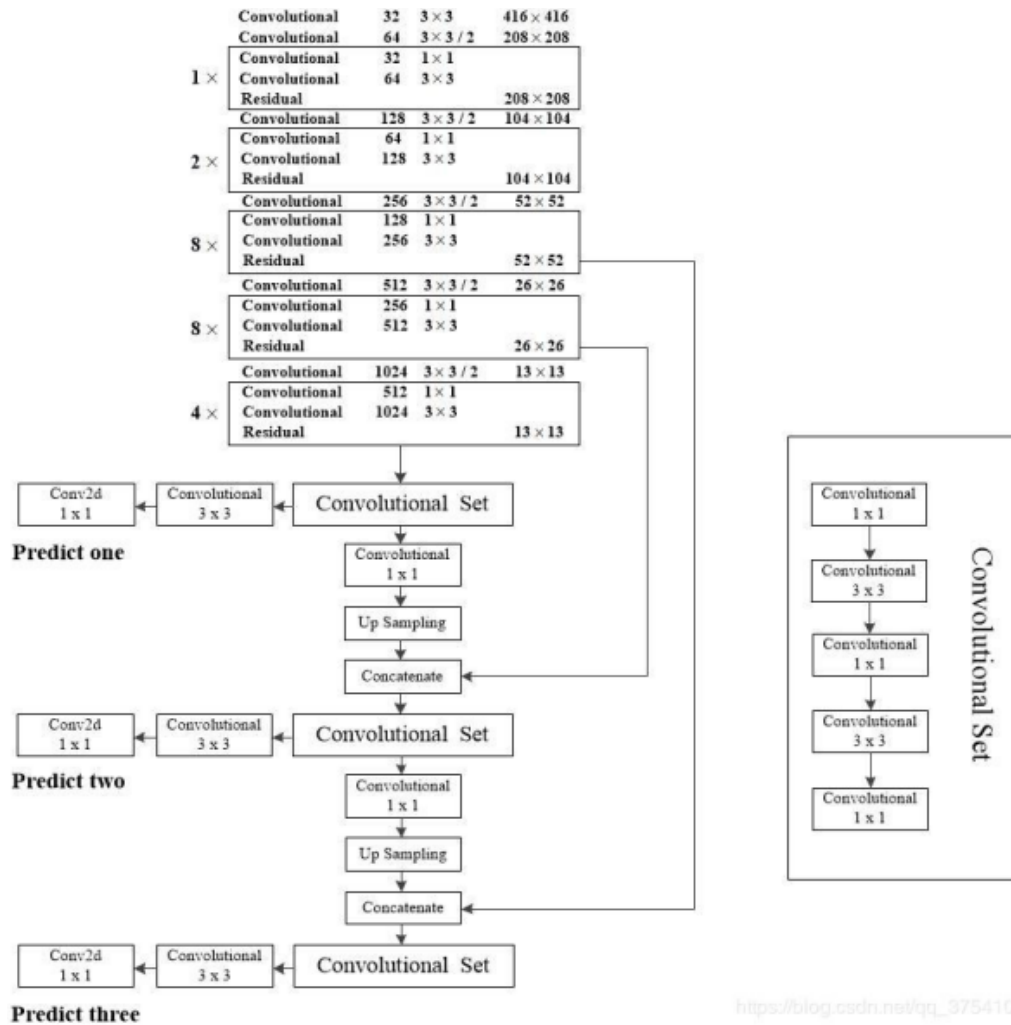 Convolutional 32 3 × 3 416 × 416
Convolutional 64 3 × 3 / 2 208 × 208
1 ×
Convolutional 32 1 × 1
Convolutional 64 3 × 3
Residual 208 × 208
Convolutional 128 3 × 3 / 2 104 × 104
2 ×
Convolutional 64 1 × 1
Convolutional 128 3 × 3
Residual 104 × 104
Convolutional 256 3 × 3 / 2 52 × 52
8 ×
Convolutional 128 1 × 1
Convolutional 256 3 × 3
Residual 52 × 52
Convolutional 512 3 × 3 / 2 26 × 26
8 ×
Convolutional 256 1 × 1
Convolutional 512 3 × 3
Residual 26 × 26
Convolutional 1024 3 × 3 / 2 13 × 13
4 ×
Convolutional 512 1 × 1
Convolutional 1024 3 × 3
Residual 13 × 13
Conv2d
1 x 1
Convolutional
3 x 3
Convolutional Set
Predict one
Convolutional
1 x 1
Up Sampling
Concatenate
Conv2d
1 x 1
Convolutional
3 x 3
Convolutional Set
Predict two
Convolutional
1 x 1
Up Sampling
Concatenate
Conv2d
1 x 1
Convolutional
3 x 3
Convolutional Set
Predict three
Convolutional
1 x 1
Convolutional
3 x 3
Convolutional
1 x 1
Convolutional
3 x 3
Convolutional
1 x 1
Convolutional Set
https://blog.csdn.net/qq_375410